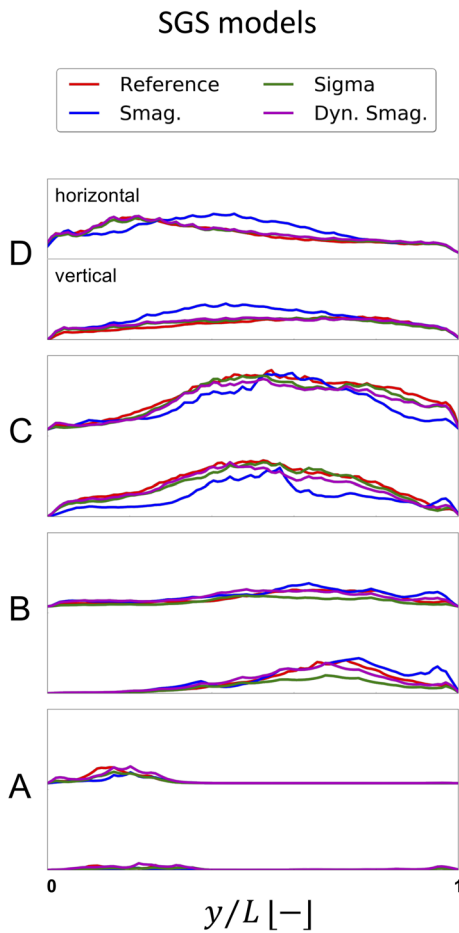 SGS models
Reference Sigma
Smag. Dyn. Smag.
horizontal
D
vertical
C
B
A
0 1
y/L [−]